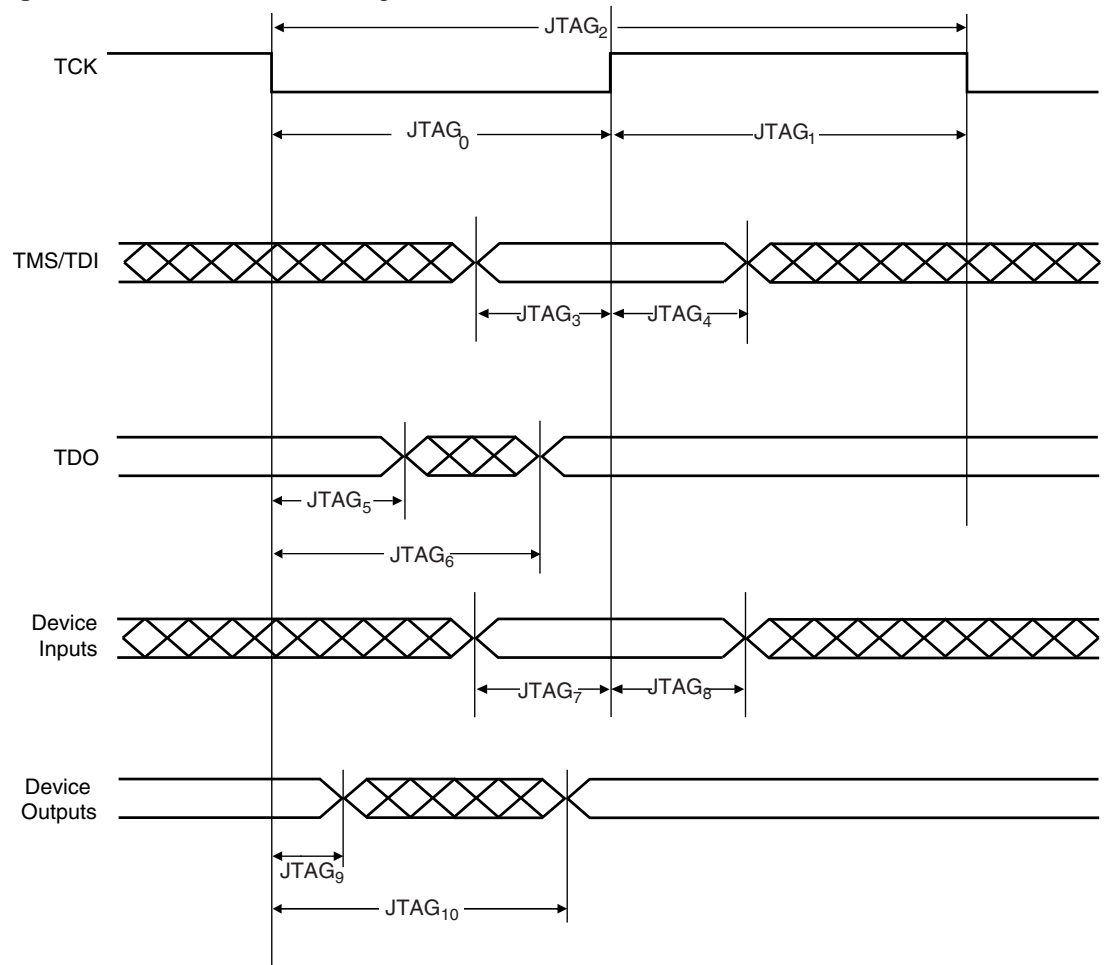 JTAG₂
TCK
JTAG₀
JTAG₁
TMS/TDI
JTAG₃
JTAG₄
TDO
JTAG₅
JTAG₆
Device
Inputs
JTAG₇
JTAG₈
Device
Outputs
JTAG₉
JTAG₁₀